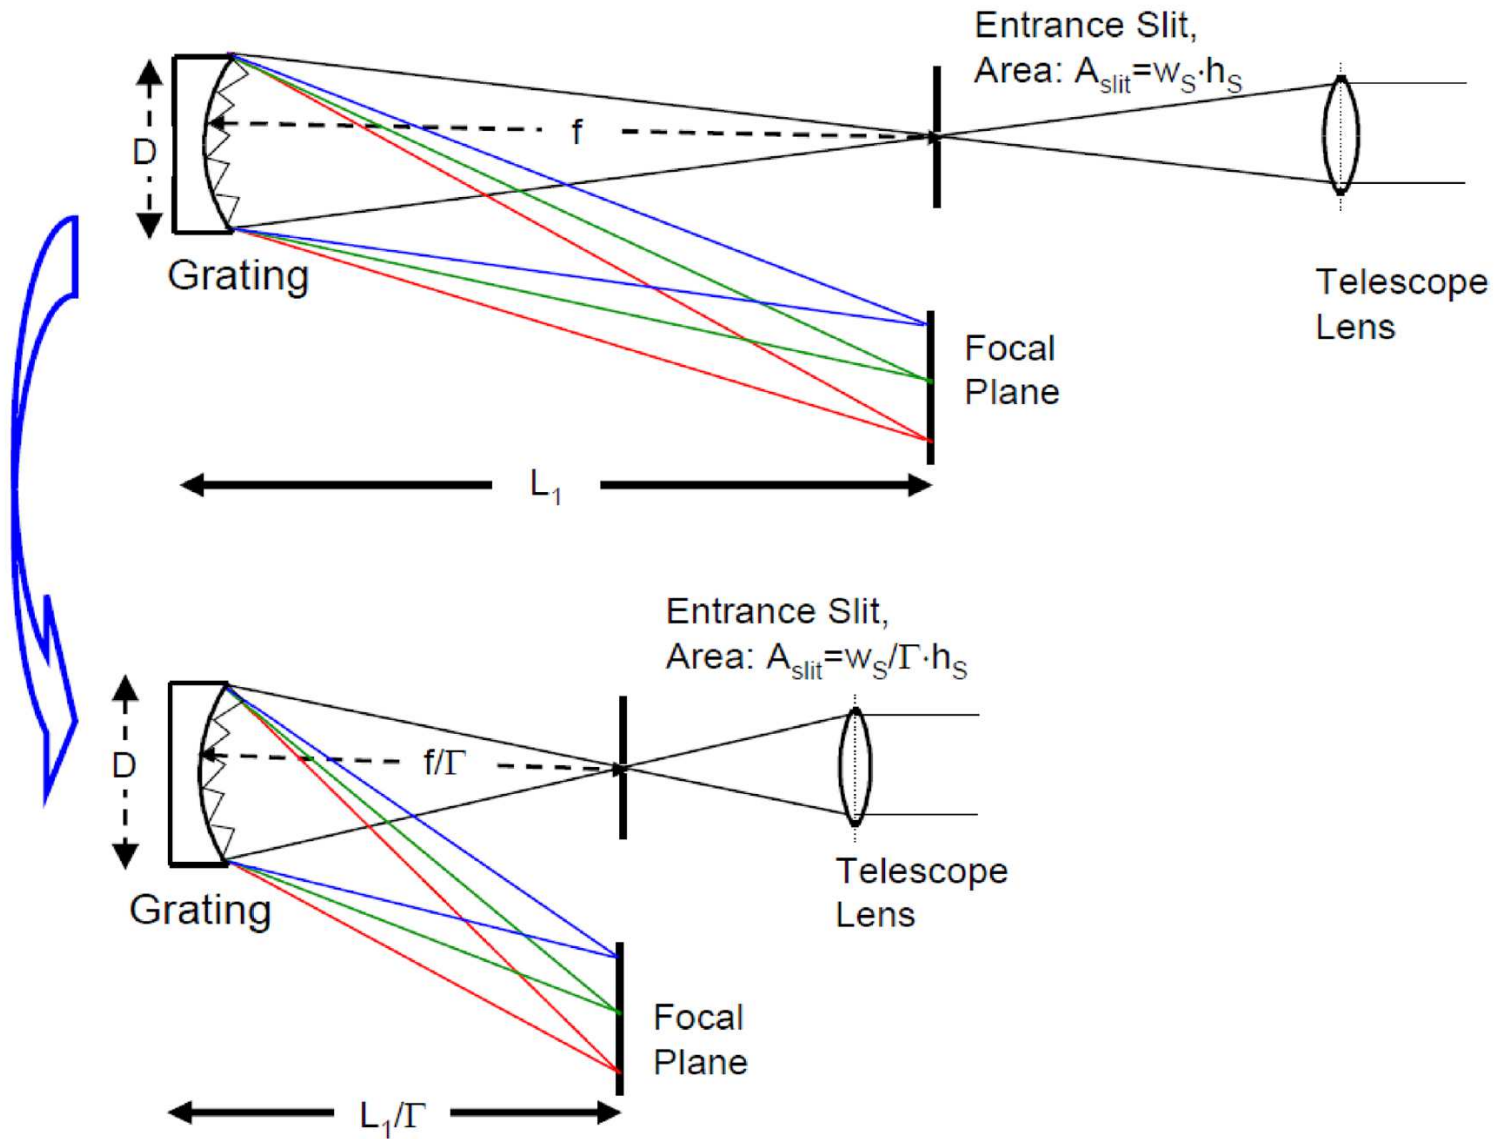 Entrance Slit,
Area: A_slit=w_S·h_S
D
f
Grating
Telescope
Lens
Focal
Plane
L_1
Entrance Slit,
Area: A_slit=w_S/Γ·h_S
D
f/Γ
Telescope
Lens
Grating
Focal
Plane
L_1/Γ